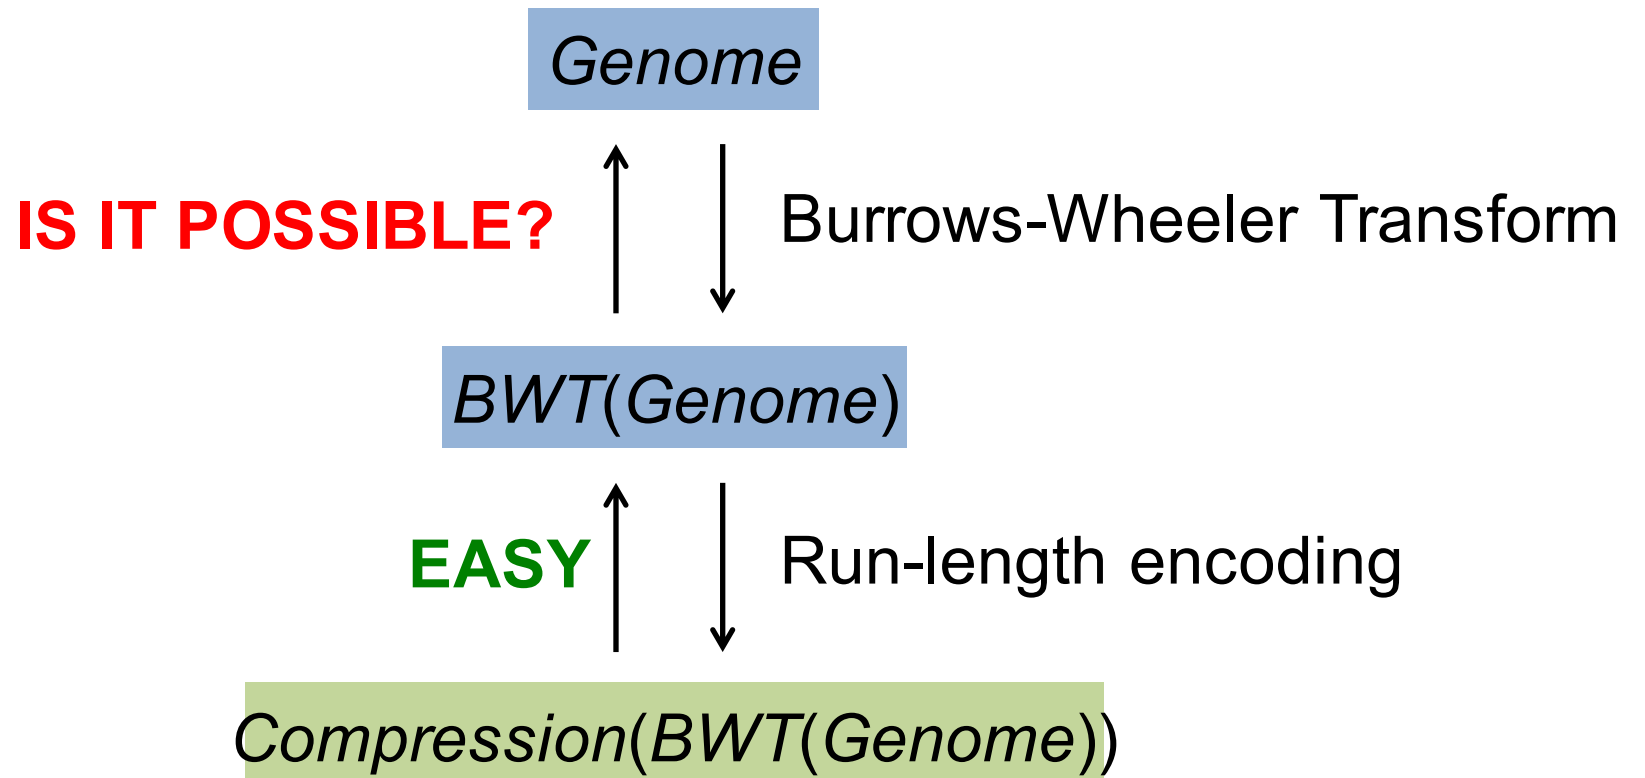 Genome
IS IT POSSIBLE?
Burrows-Wheeler Transform
BWT(Genome)
EASY
Run-length encoding
Compression(BWT(Genome))